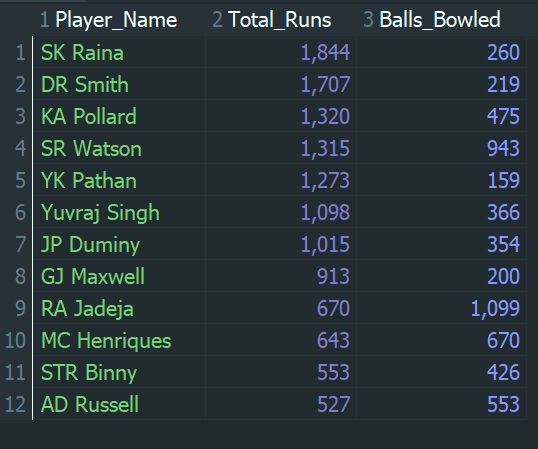 1 Player_Name 2 Total_Runs 3 Balls_Bowled
1 SK Raina 1,844 260
2 DR Smith 1,707 219
3 KA Pollard 1,320 475
4 SR Watson 1,315 943
5 YK Pathan 1,273 159
6 Yuvraj Singh 1,098 366
7 JP Duminy 1,015 354
8 GJ Maxwell 913 200
9 RA Jadeja 670 1,099
10 MC Henriques 643 670
11 STR Binny 553 426
12 AD Russell 527 553